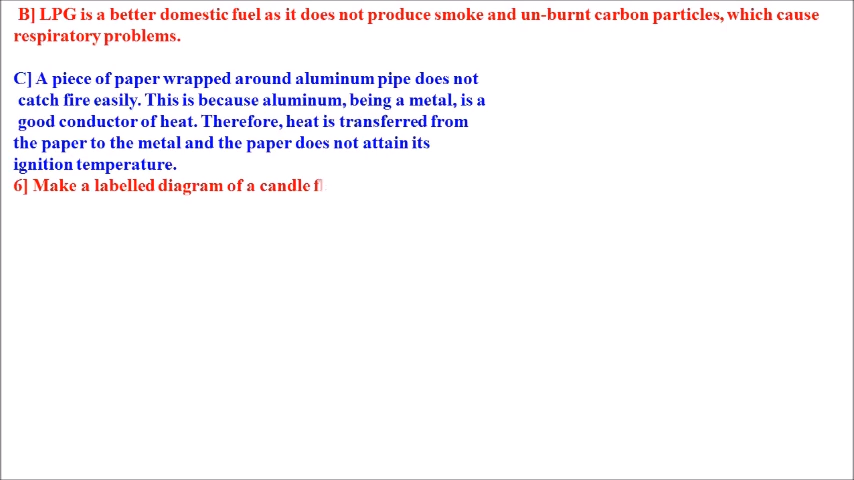 B] LPG is a better domestic fuel as it does not produce smoke and un-burnt carbon particles, which cause
respiratory problems.
C] A piece of paper wrapped around aluminum pipe does not
catch fire easily. This is because aluminum, being a metal, is a
good conductor of heat. Therefore, heat is transferred from
the paper to the metal and the paper does not attain its
ignition temperature.
6] Make a labelled diagram of a candle f